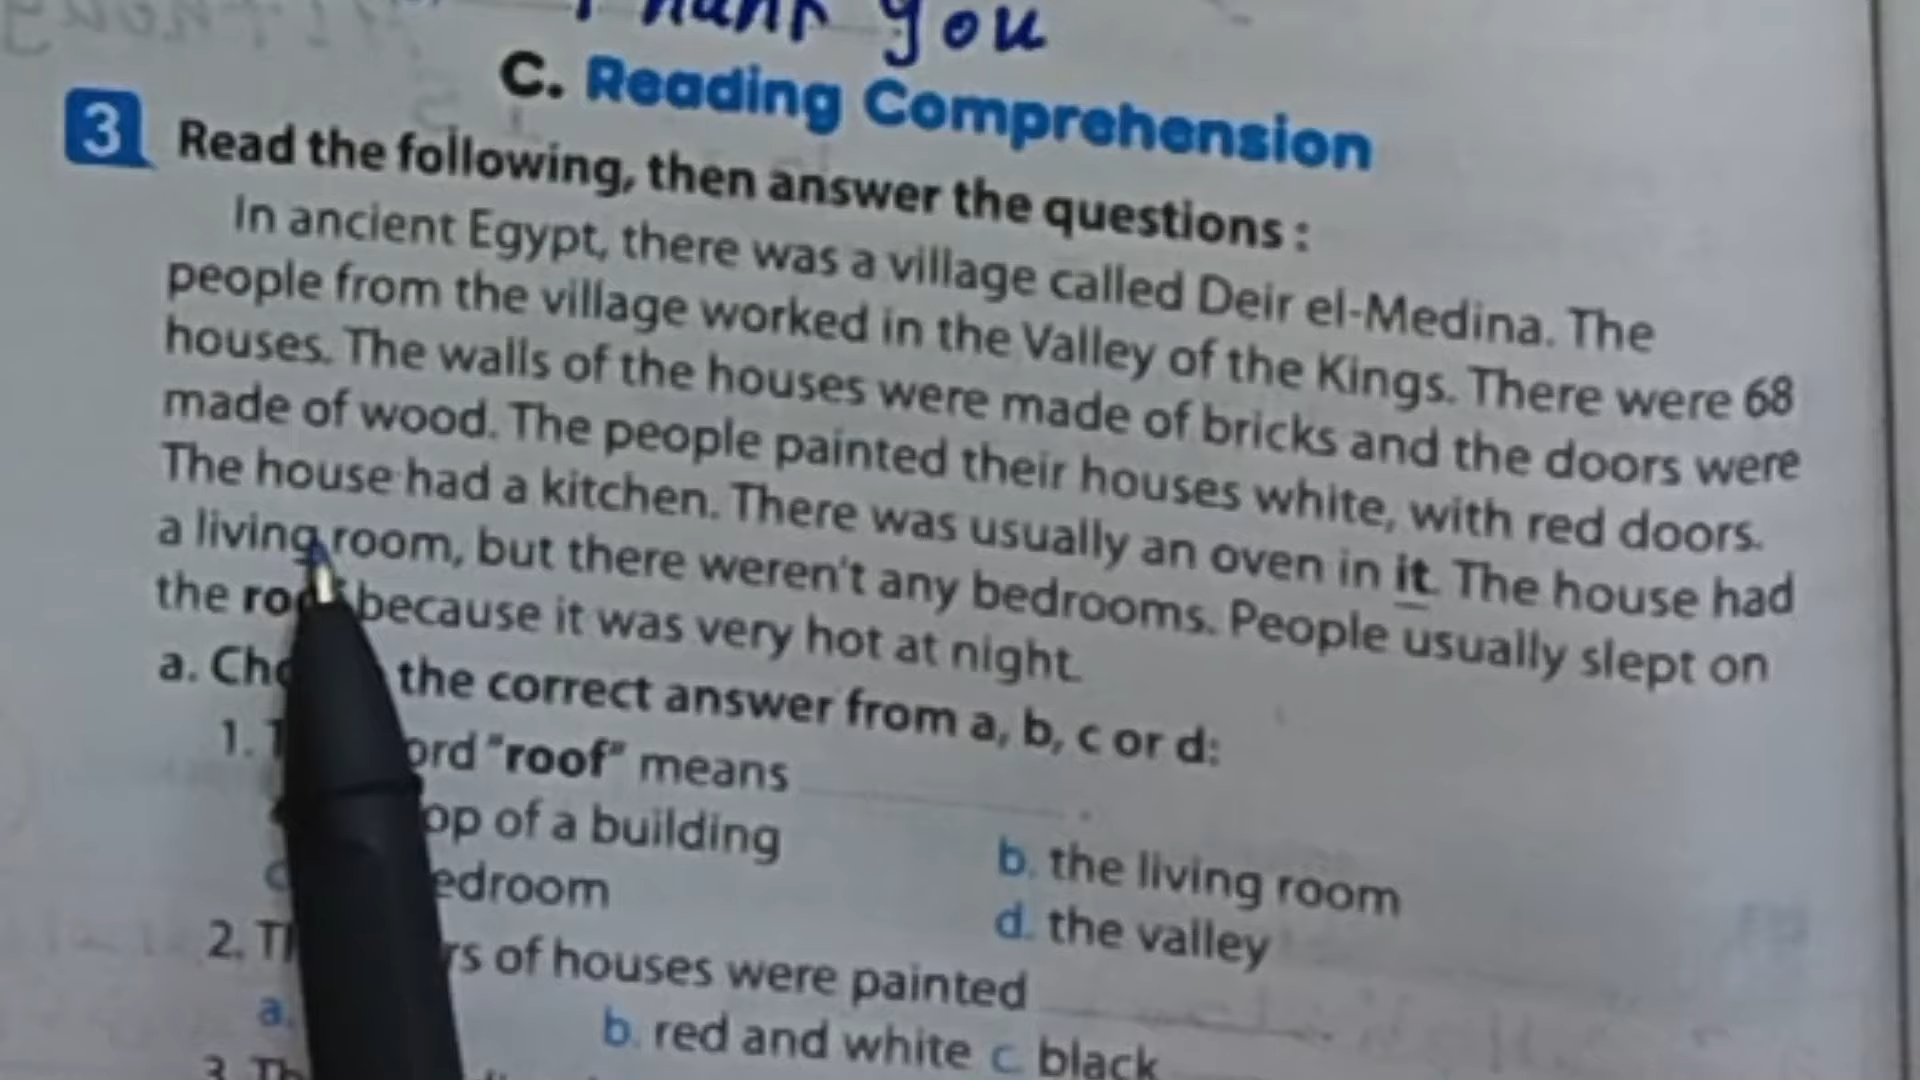 Thank you
C. Reading Comprehension
3 Read the following, then answer the questions :
In ancient Egypt, there was a village called Deir el-Medina. The
people from the village worked in the Valley of the Kings. There were 68
houses. The walls of the houses were made of bricks and the doors were
made of wood. The people painted their houses white, with red doors.
The house had a kitchen. There was usually an oven in it. The house had
a living room, but there weren't any bedrooms. People usually slept on
the roof because it was very hot at night.
a. the correct answer from a, b, c or d:
1. "roof" means
of a building
b. the living room
c.
d. the valley
2. of houses were painted
a.
b. red and white c. black
3.